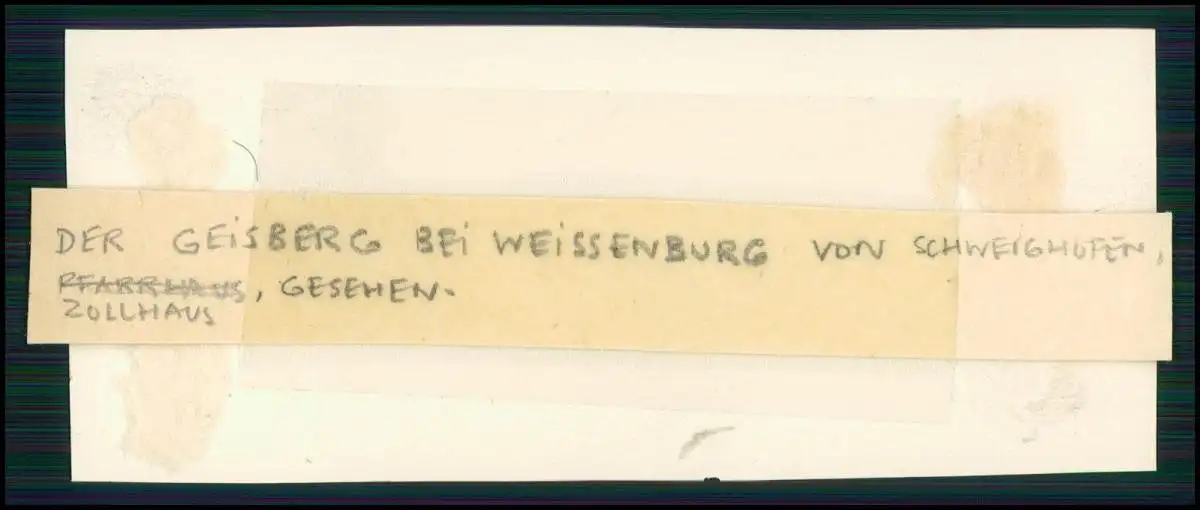 DER GEISBERG BEI WEISSENBURG VON SCHWEIGHOFEN,
PFARRHAUS, GESEHEN.
ZOLLHAUS